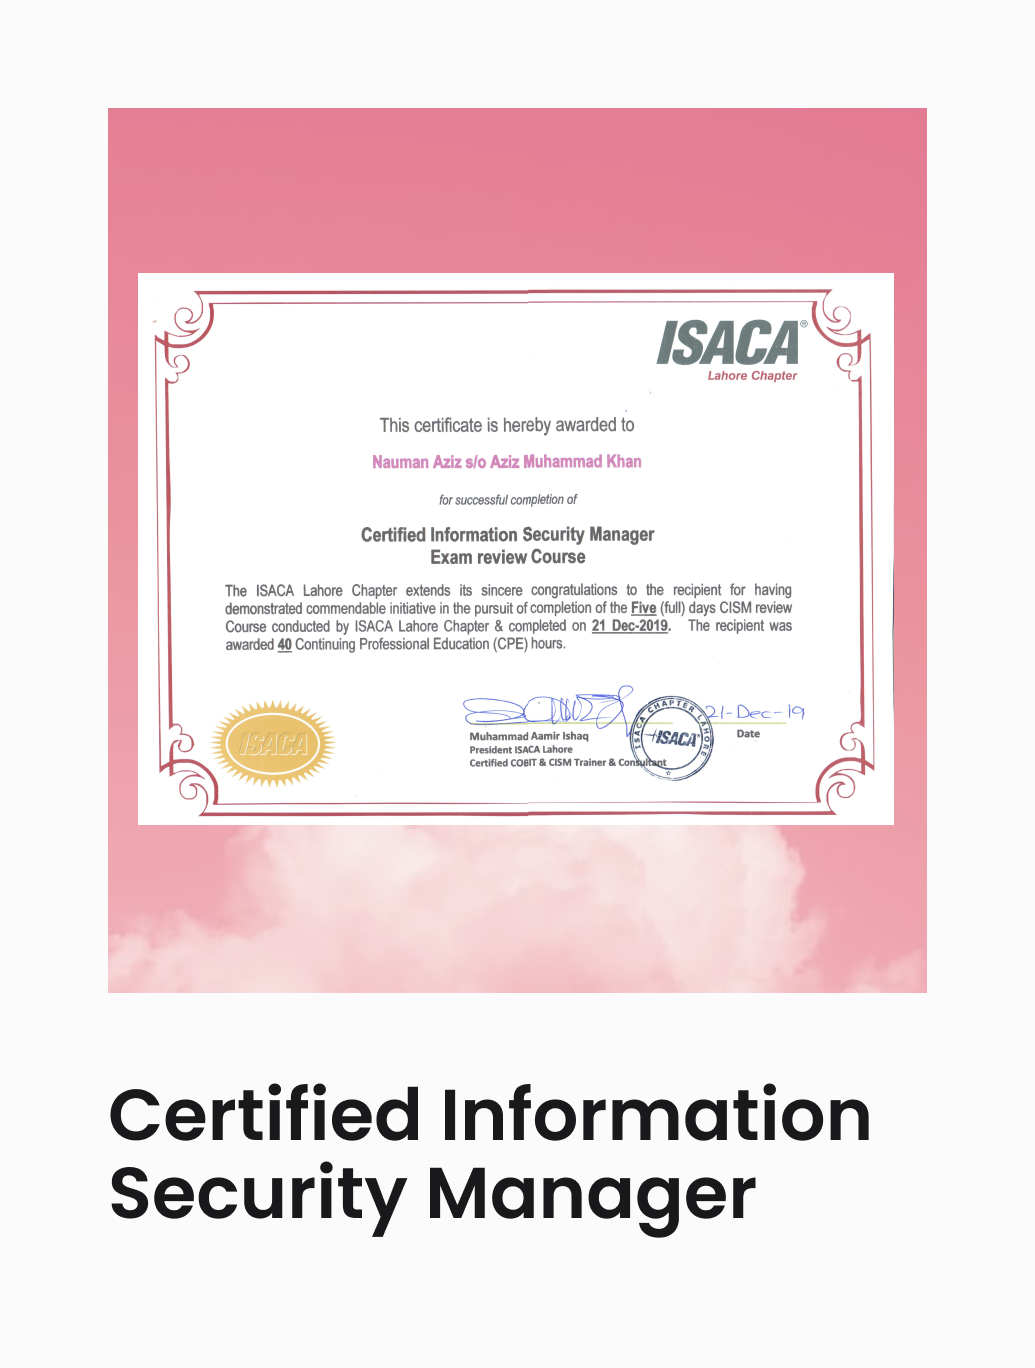 ISACA®
Lahore Chapter
This certificate is hereby awarded to
Nauman Aziz s/o Aziz Muhammad Khan
for successful completion of
Certified Information Security Manager
Exam review Course
The ISACA Lahore Chapter extends its sincere congratulations to the recipient for having
demonstrated commendable initiative in the pursuit of completion of the Five (full) days CISM review
Course conducted by ISACA Lahore Chapter & completed on 21 Dec-2019. The recipient was
awarded 40 Continuing Professional Education (CPE) hours.
ISACA
21-Dec-19
Muhammad Aamir Ishaq
President ISACA Lahore
Certified COBIT & CISM Trainer & Consultant
ISACA CHAPTER LAHORE
ISACA
Date
Certified Information
Security Manager